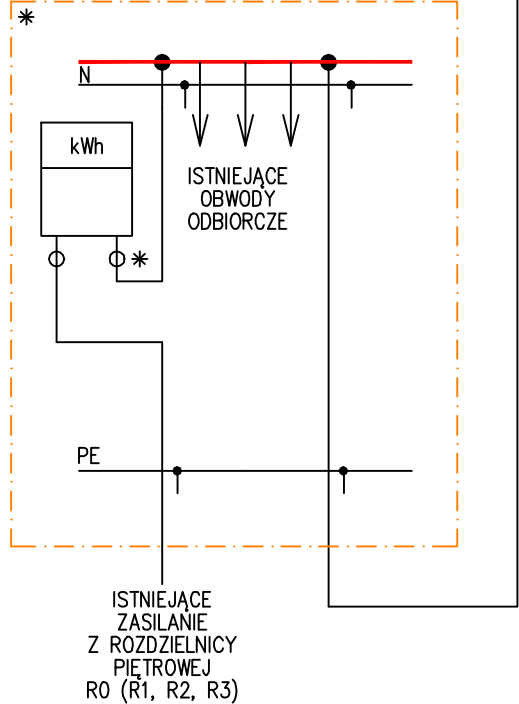 *
N
kWh
ISTNIEJĄCE
OBWODY
ODBIORCZE
*
PE
ISTNIEJĄCE
ZASILANIE
Z ROZDZIELNICY
PIĘTROWEJ
R0 (R1, R2, R3)